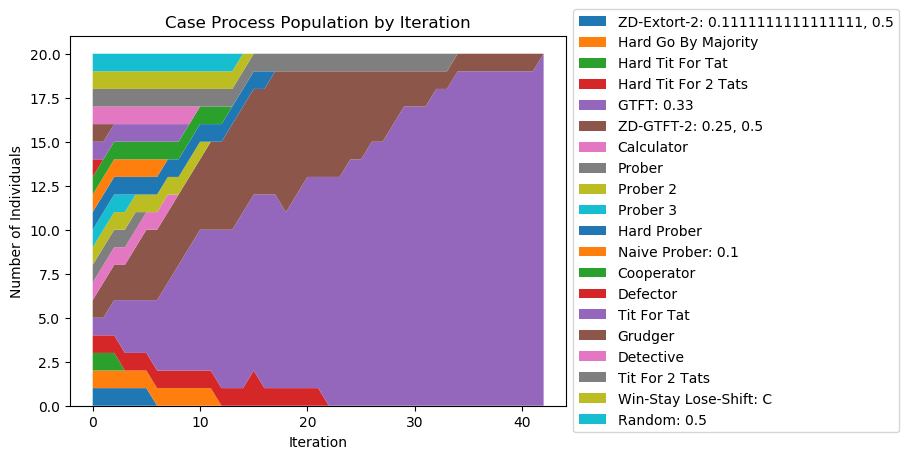 Case Process Population by Iteration
20.0
17.5
15.0
12.5
10.0
7.5
5.0
2.5
0.0
Number of Individuals
0 10 20 30 40
Iteration
ZD-Extort-2: 0.1111111111111111, 0.5
Hard Go By Majority
Hard Tit For Tat
Hard Tit For 2 Tats
GTFT: 0.33
ZD-GTFT-2: 0.25, 0.5
Calculator
Prober
Prober 2
Prober 3
Hard Prober
Naive Prober: 0.1
Cooperator
Defector
Tit For Tat
Grudger
Detective
Tit For 2 Tats
Win-Stay Lose-Shift: C
Random: 0.5